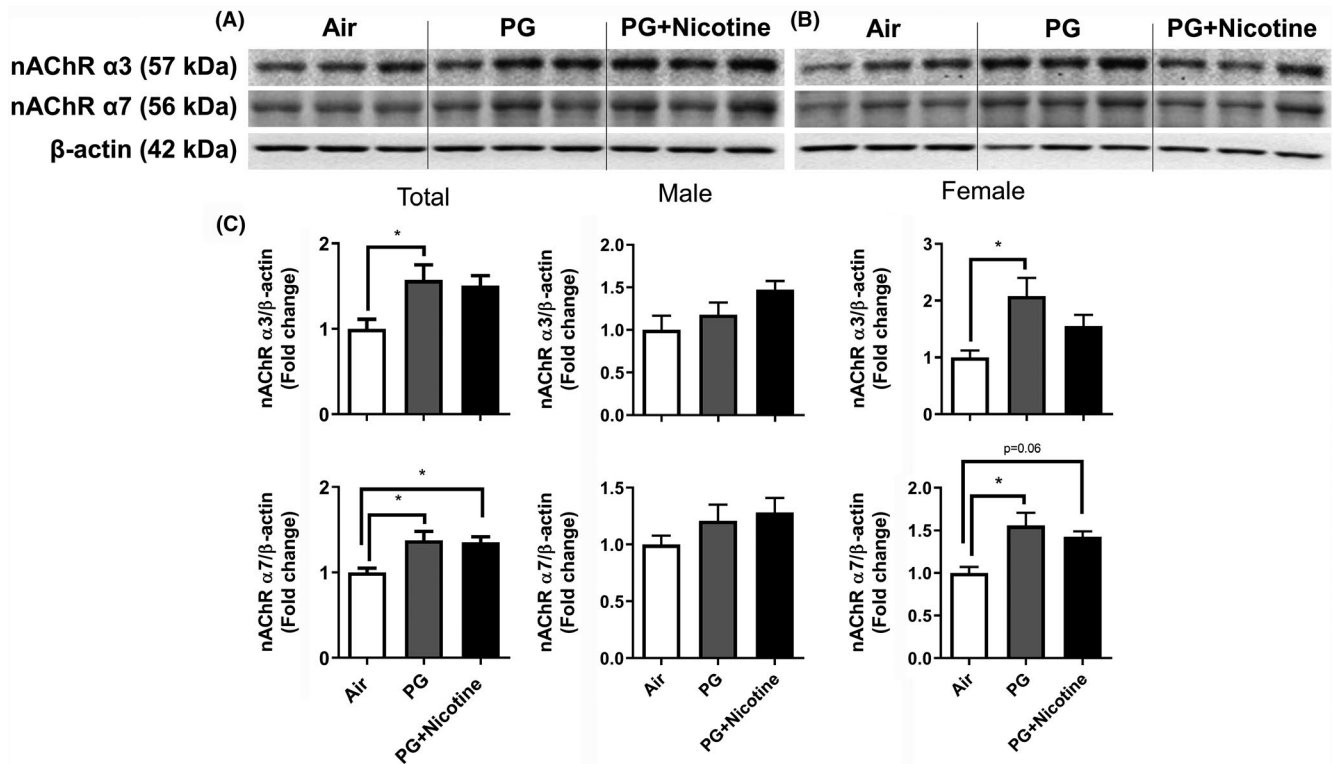 (A) Air PG PG+Nicotine (B) Air PG PG+Nicotine
nAChR α3 (57 kDa)
nAChR α7 (56 kDa)
β-actin (42 kDa)
(C) Total Male Female
nAChR α3/β-actin
(Fold change)
2
1
0
*
nAChR α3/β-actin
(Fold change)
2.0
1.5
1.0
0.5
0.0
nAChR α3/β-actin
(Fold change)
3
2
1
0
*
nAChR α7/β-actin
(Fold change)
2
1
0
*
*
Air PG PG+Nicotine
nAChR α7/β-actin
(Fold change)
1.5
1.0
0.5
0.0
Air PG PG+Nicotine
nAChR α7/β-actin
(Fold change)
2.0
1.5
1.0
0.5
0.0
p=0.06
*
Air PG PG+Nicotine